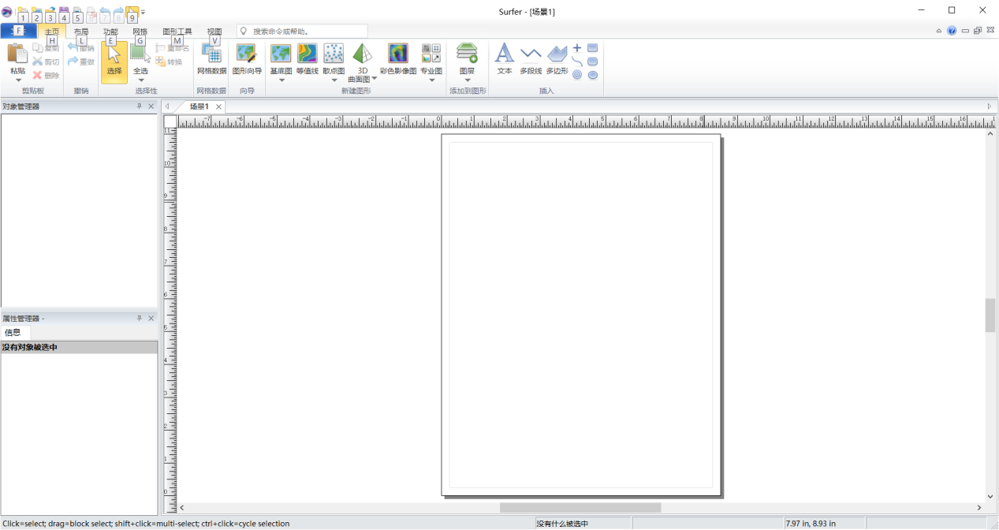 Surfer - [场景1]
1 2 3 4 5 6 7 8 9
F 主页 布局 功能 网格 图形工具 视图 搜索命令或帮助。
H L E G M V
粘贴 复制 剪切 删除
撤销 重做
选择 全选 重命名 转换
网格数据 图形向导 基底图 等值线 散点图 3D 曲面图 彩色影像图 专业图 图层 文本 多段线 多边形
剪贴板 撤销 选择性 网格数据 向导 新建图形 添加到图形 插入
对象管理器
场景1
-7 -6 -5 -4 -3 -2 -1 0 1 2 3 4 5 6 7 8 9 10 11 12 13 14 15 16 1
11
10
9
8
7
6
5
4
3
2
1
0
属性管理器 -
信息
没有对象被选中
Click=select; drag=block select; shift+click=multi-select; ctrl+click=cycle selection 没有什么被选中 7.97 in, 8.93 in